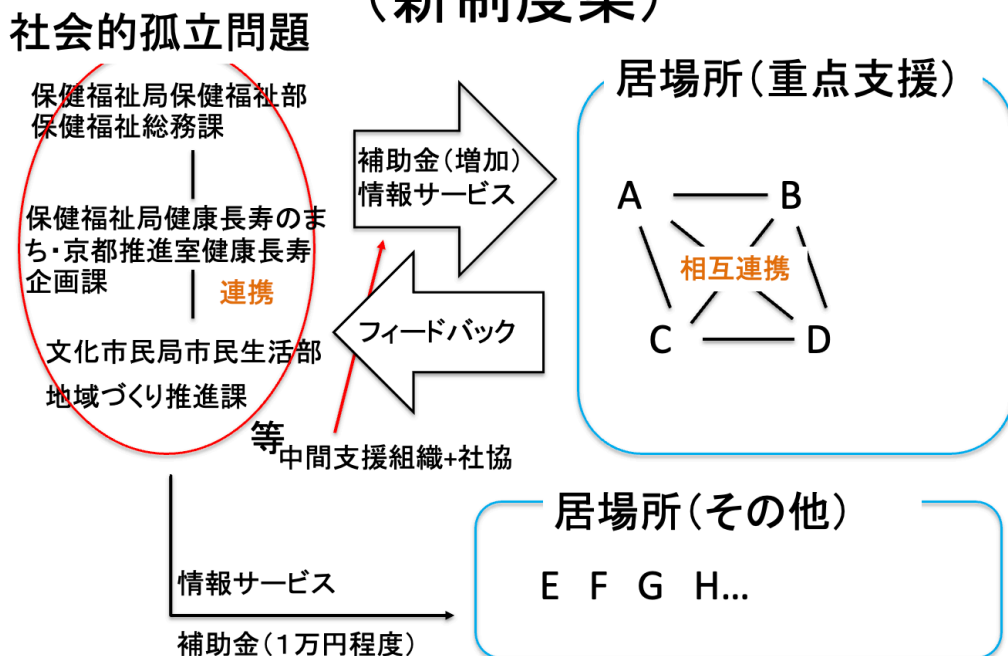 (新制度案)
社会的孤立問題
保健福祉局保健福祉部
保健福祉総務課
保健福祉局健康長寿のま
ち・京都推進室健康長寿
企画課
連携
文化市民局市民生活部
地域づくり推進課
等
補助金(増加)
情報サービス
フィードバック
中間支援組織+社協
居場所(重点支援)
A B
相互連携
C D
情報サービス
補助金(1万円程度)
居場所(その他)
E F G H...